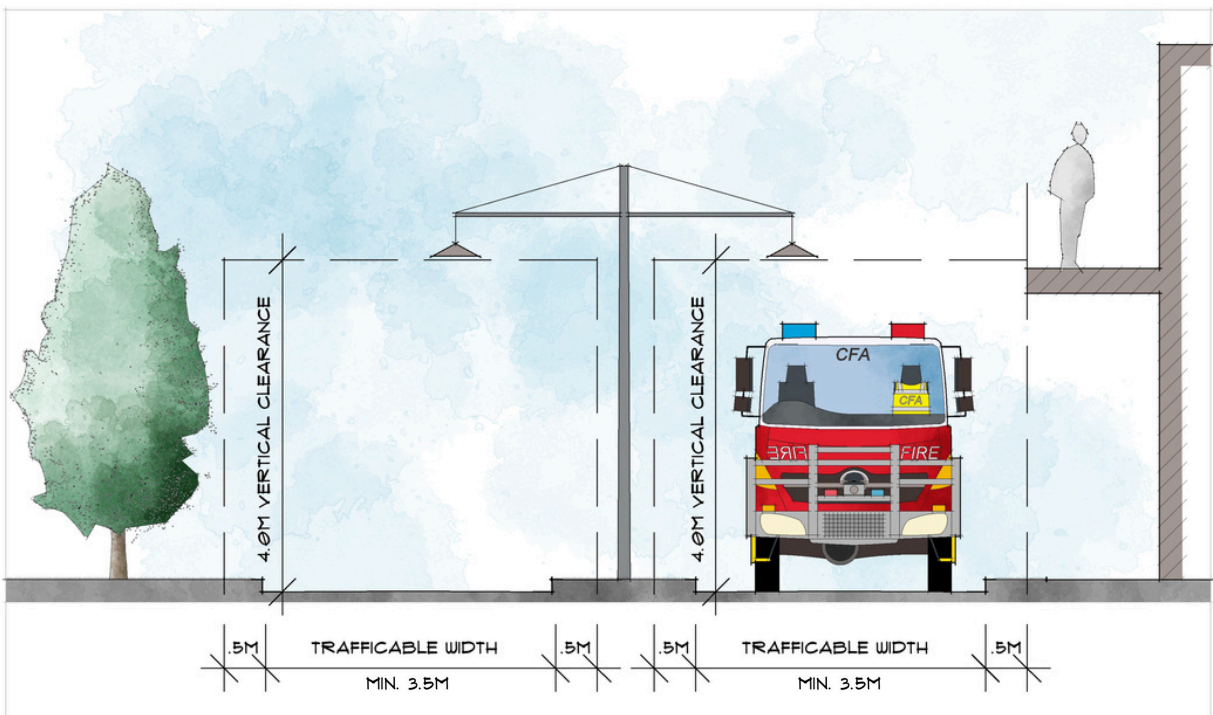 CFA
CFA
FIRE FIRE
4.0M VERTICAL CLEARANCE
4.0M VERTICAL CLEARANCE
.5M TRAFFICABLE WIDTH .5M .5M TRAFFICABLE WIDTH .5M
MIN. 3.5M MIN. 3.5M